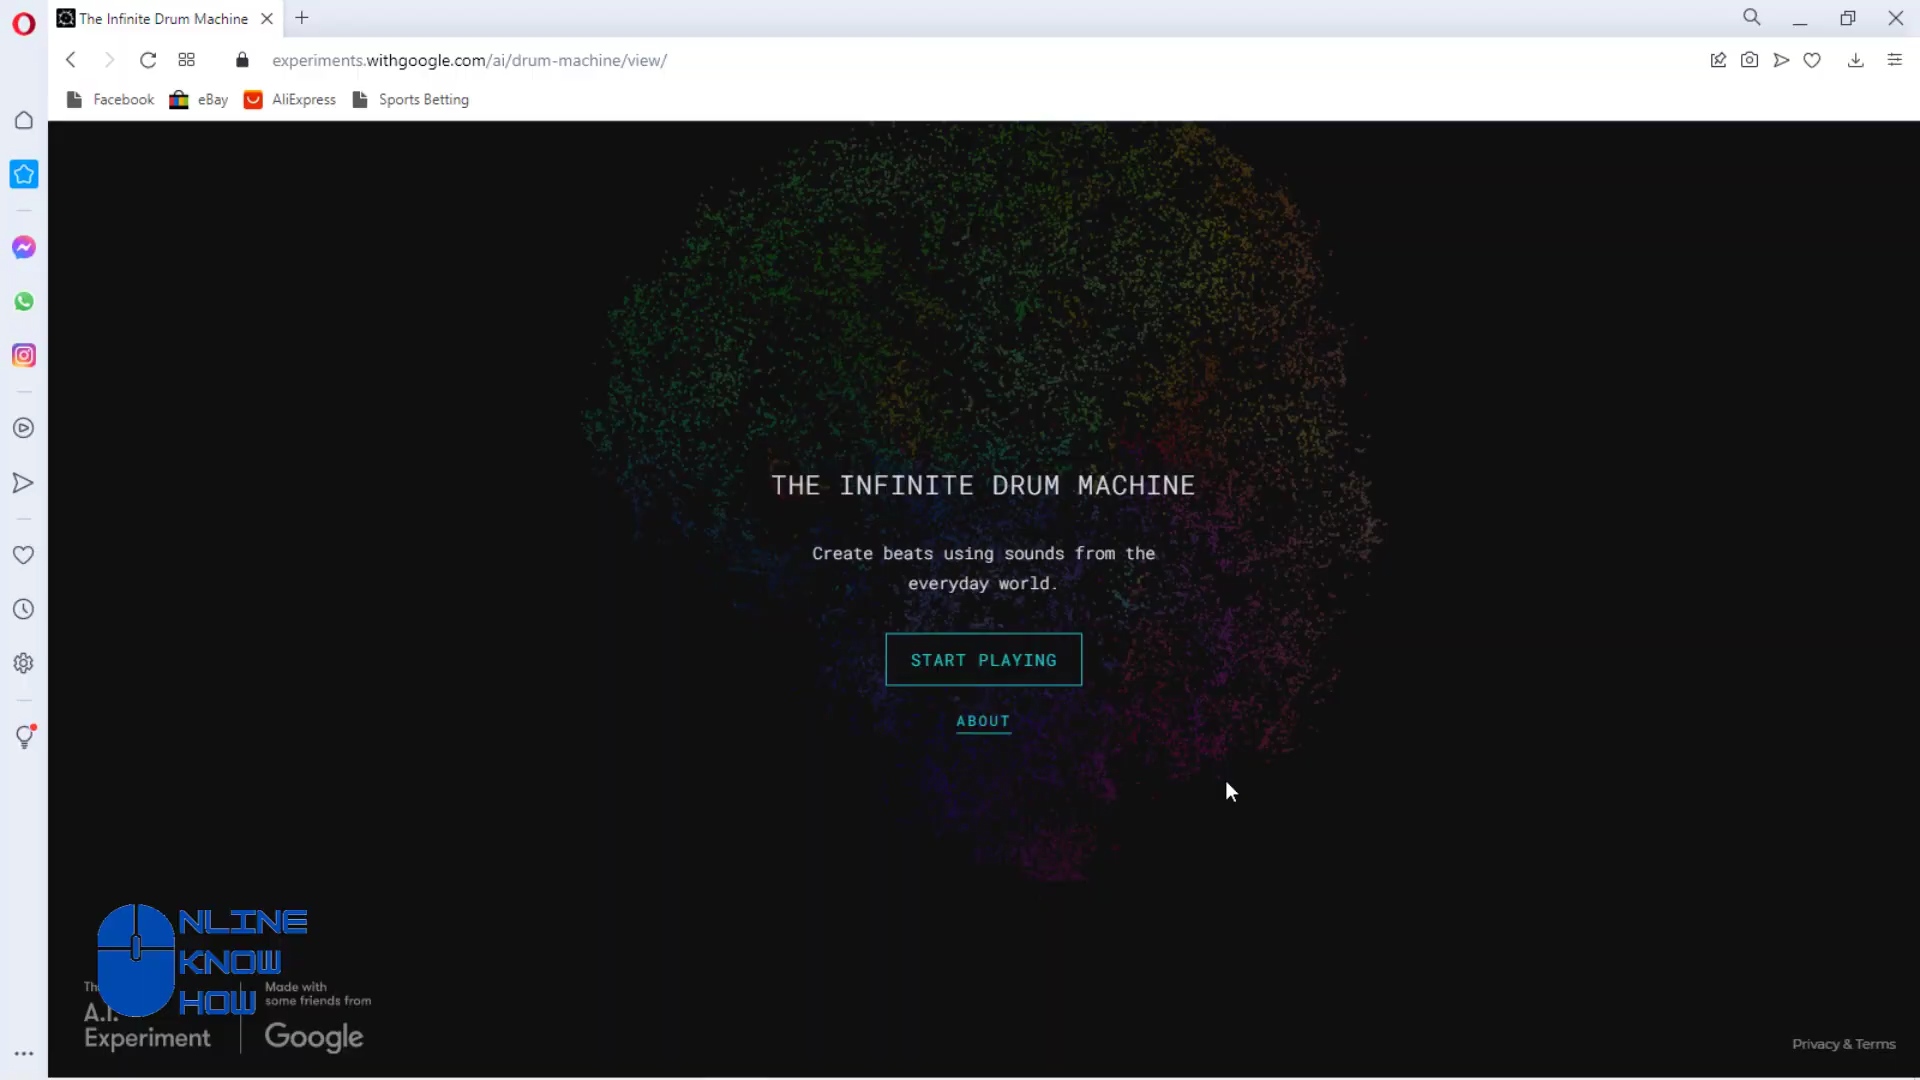 The Infinite Drum Machine
experiments.withgoogle.com/ai/drum-machine/view/
Facebook
eBay
AliExpress
Sports Betting
THE INFINITE DRUM MACHINE
Create beats using sounds from the
everyday world.
START PLAYING
ABOUT
NLINE
KNOW
HOW
A.I.
Experiment
Made with
some friends from
Google
Privacy & Terms